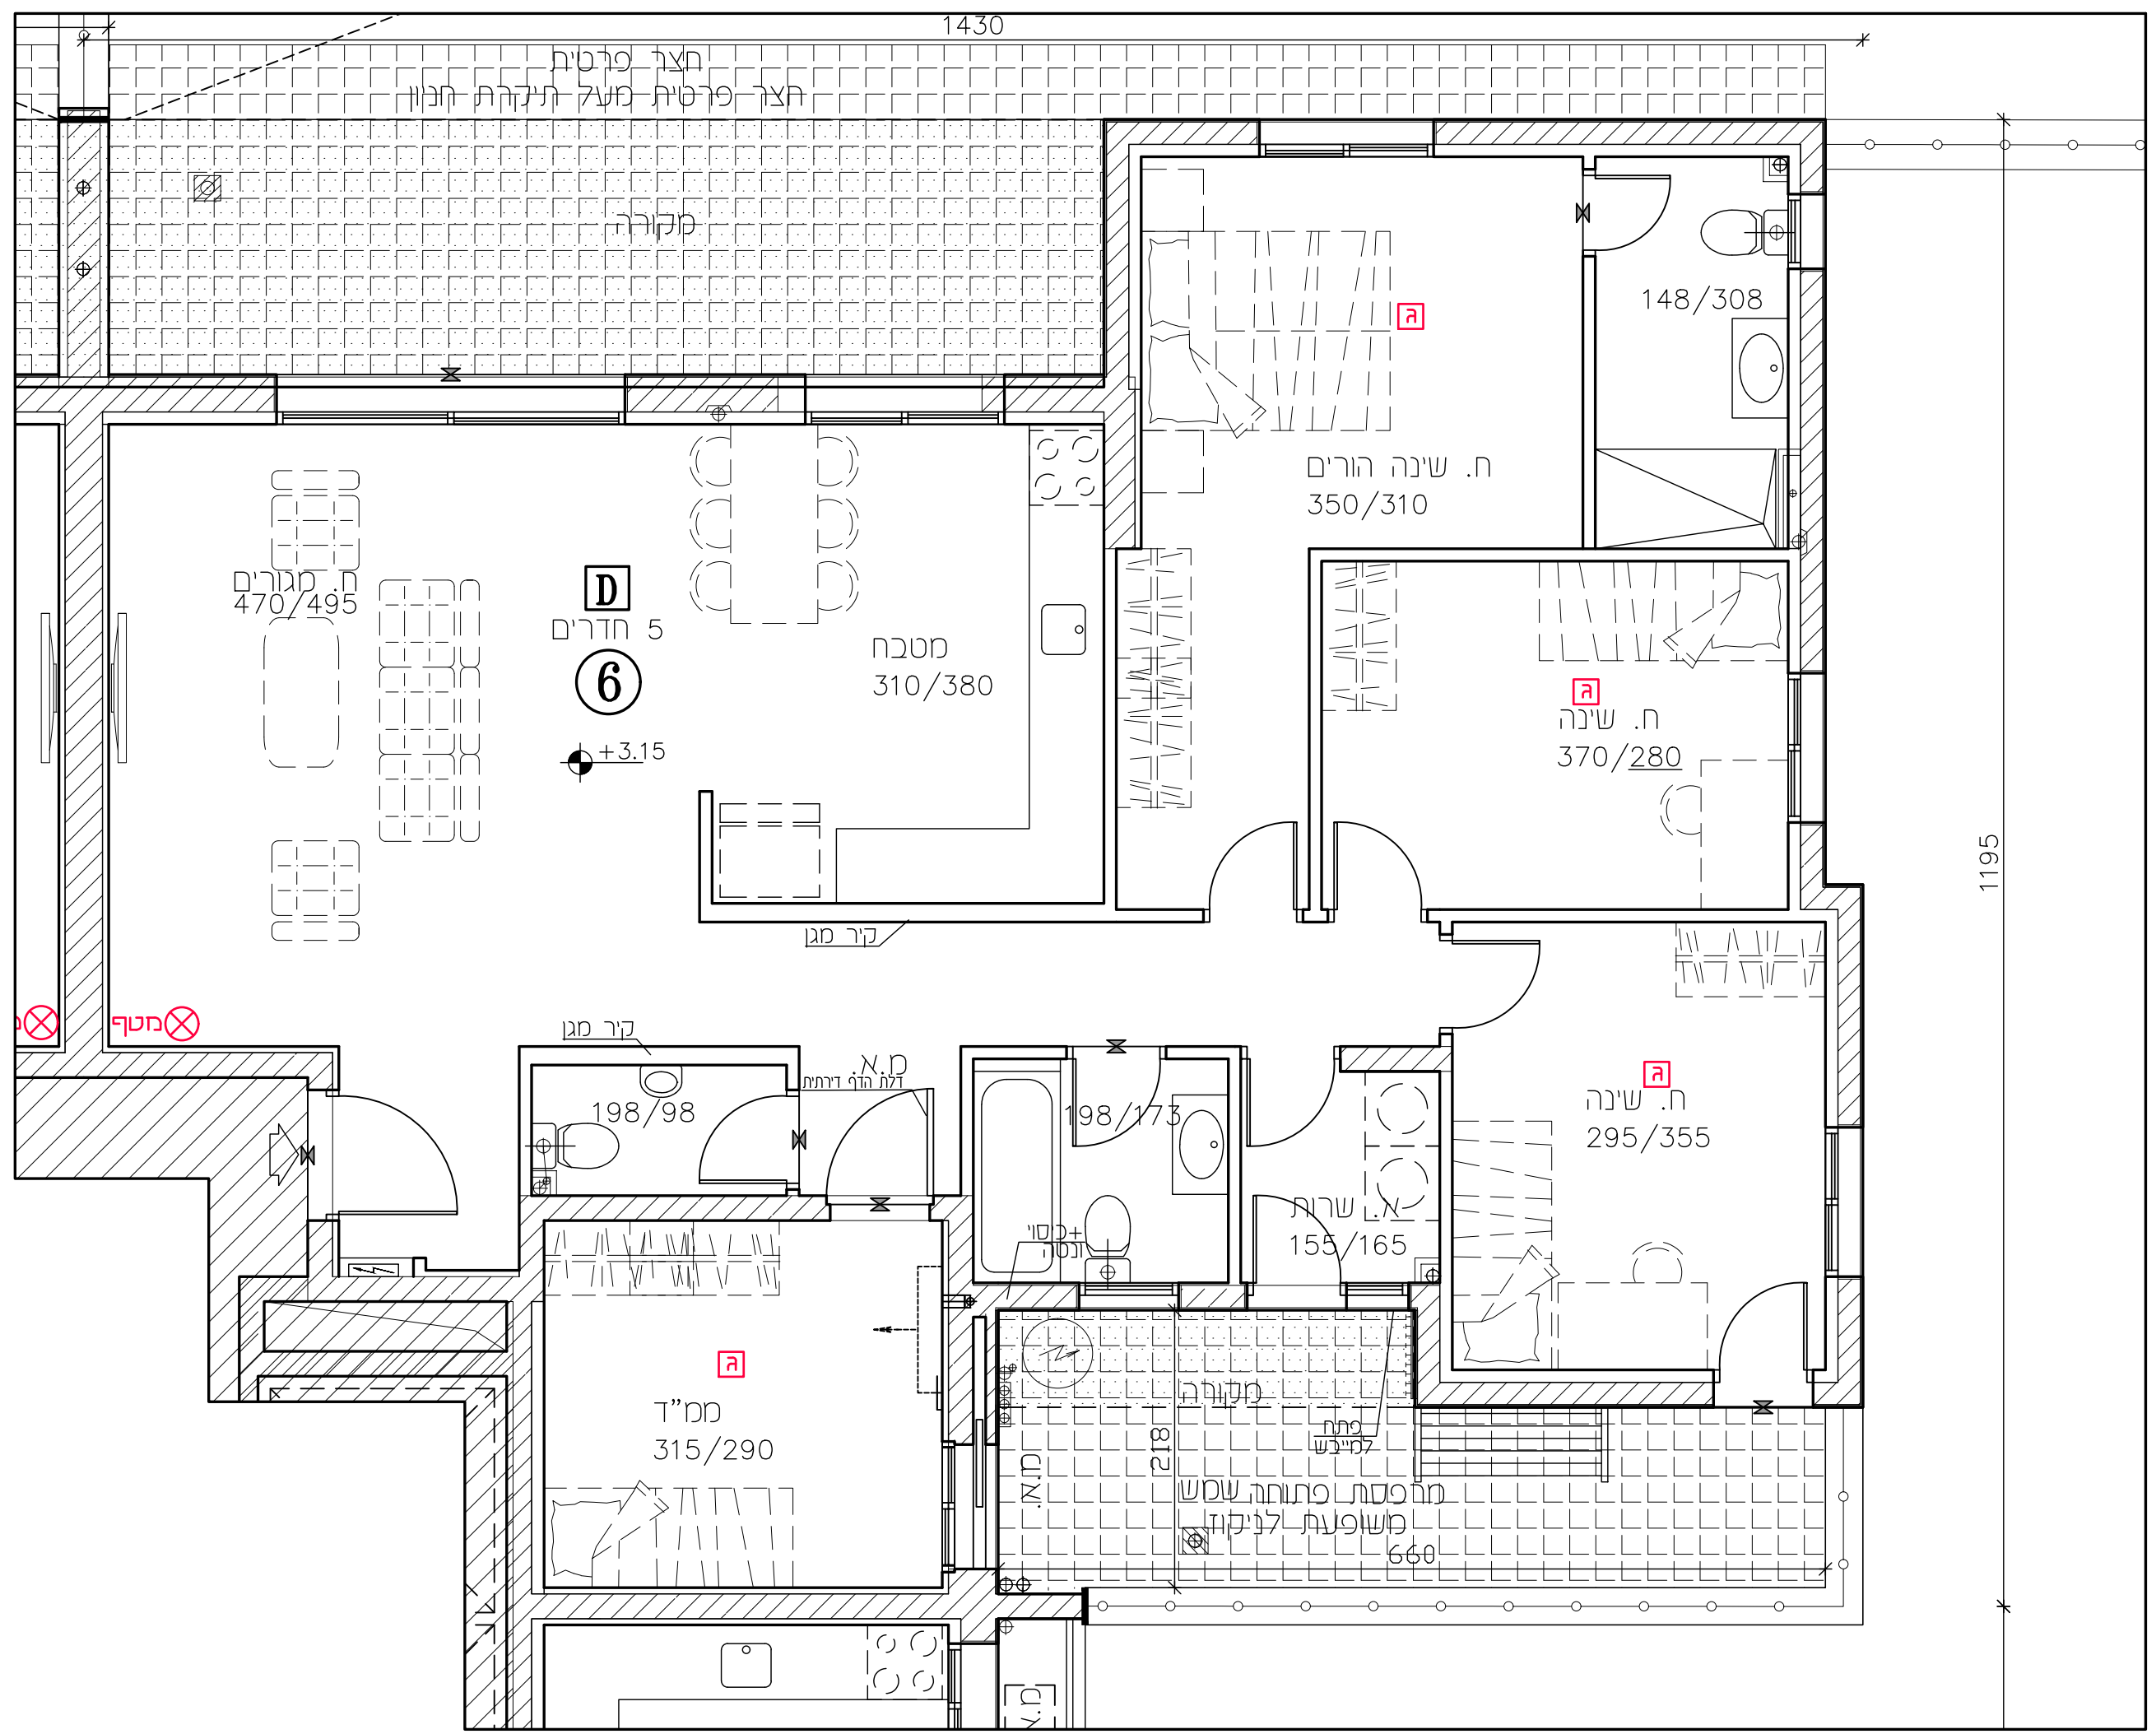 1430
חצר פרטית
חצר פרטית מעל תיקרת חניון
מקורה
148/308
ח. שינה הורים
350/310
ח. מגורים
470/495
D
5 חדרים
6
+3.15
מטבח
310/380
ח. שינה
370/280
1195
קיר מגן
מטף
קיר מגן
מ.א.
דלת הדף דירתית
198/98
198/173
ח. שינה
295/355
א. שרות
155/165
+כיסוי
ונטה
ממ"ד
315/290
מקורה
פתח
למייבש
218
מ.א.
מרפסת פתוחה שמש
משופעת לניקוז
660
מ.א
ג
ג
ג
ג